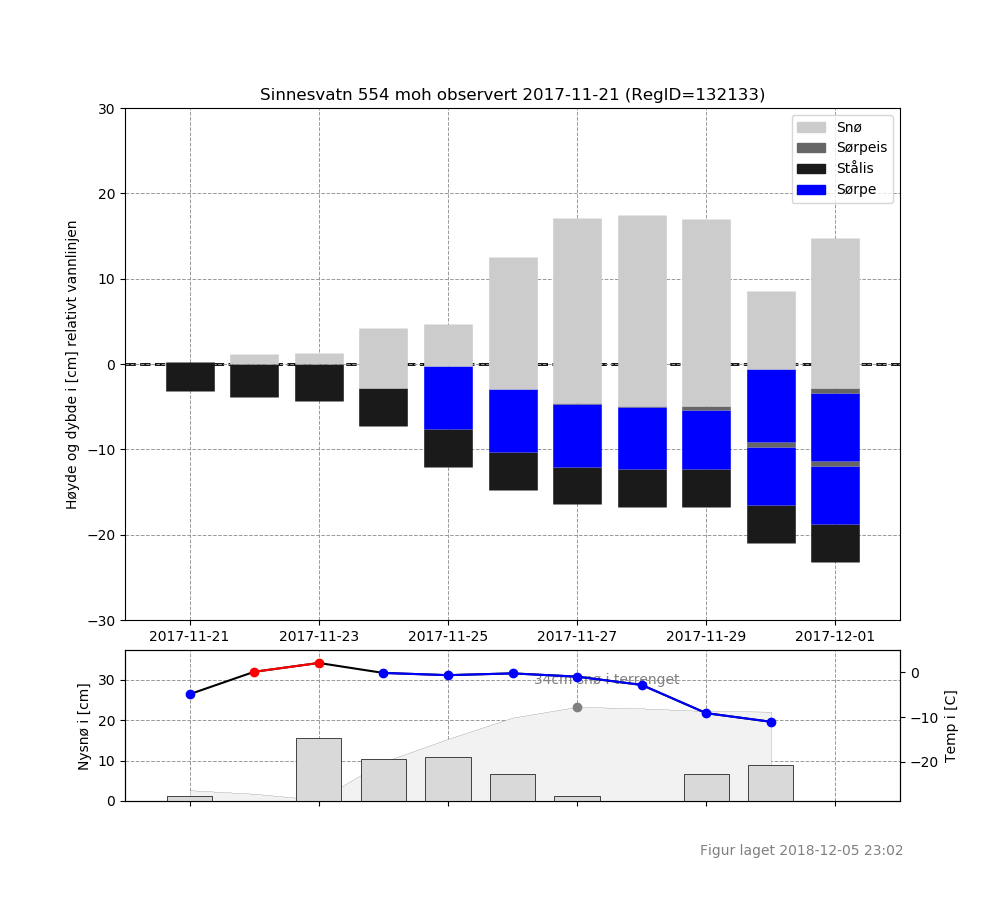 Sinnesvatn 554 moh observert 2017-11-21 (RegID=132133)
Snø
Sørpeis
Stålis
Sørpe
Høyde og dybde i [cm] relativt vannlinjen
30
20
10
0
−10
−20
−30
2017-11-21
2017-11-23
2017-11-25
2017-11-27
2017-11-29
2017-12-01
Nysnø i [cm]
30
20
10
0
34cm snø i terrenget
0
−10
−20
Temp i [C]
Figur laget 2018-12-05 23:02